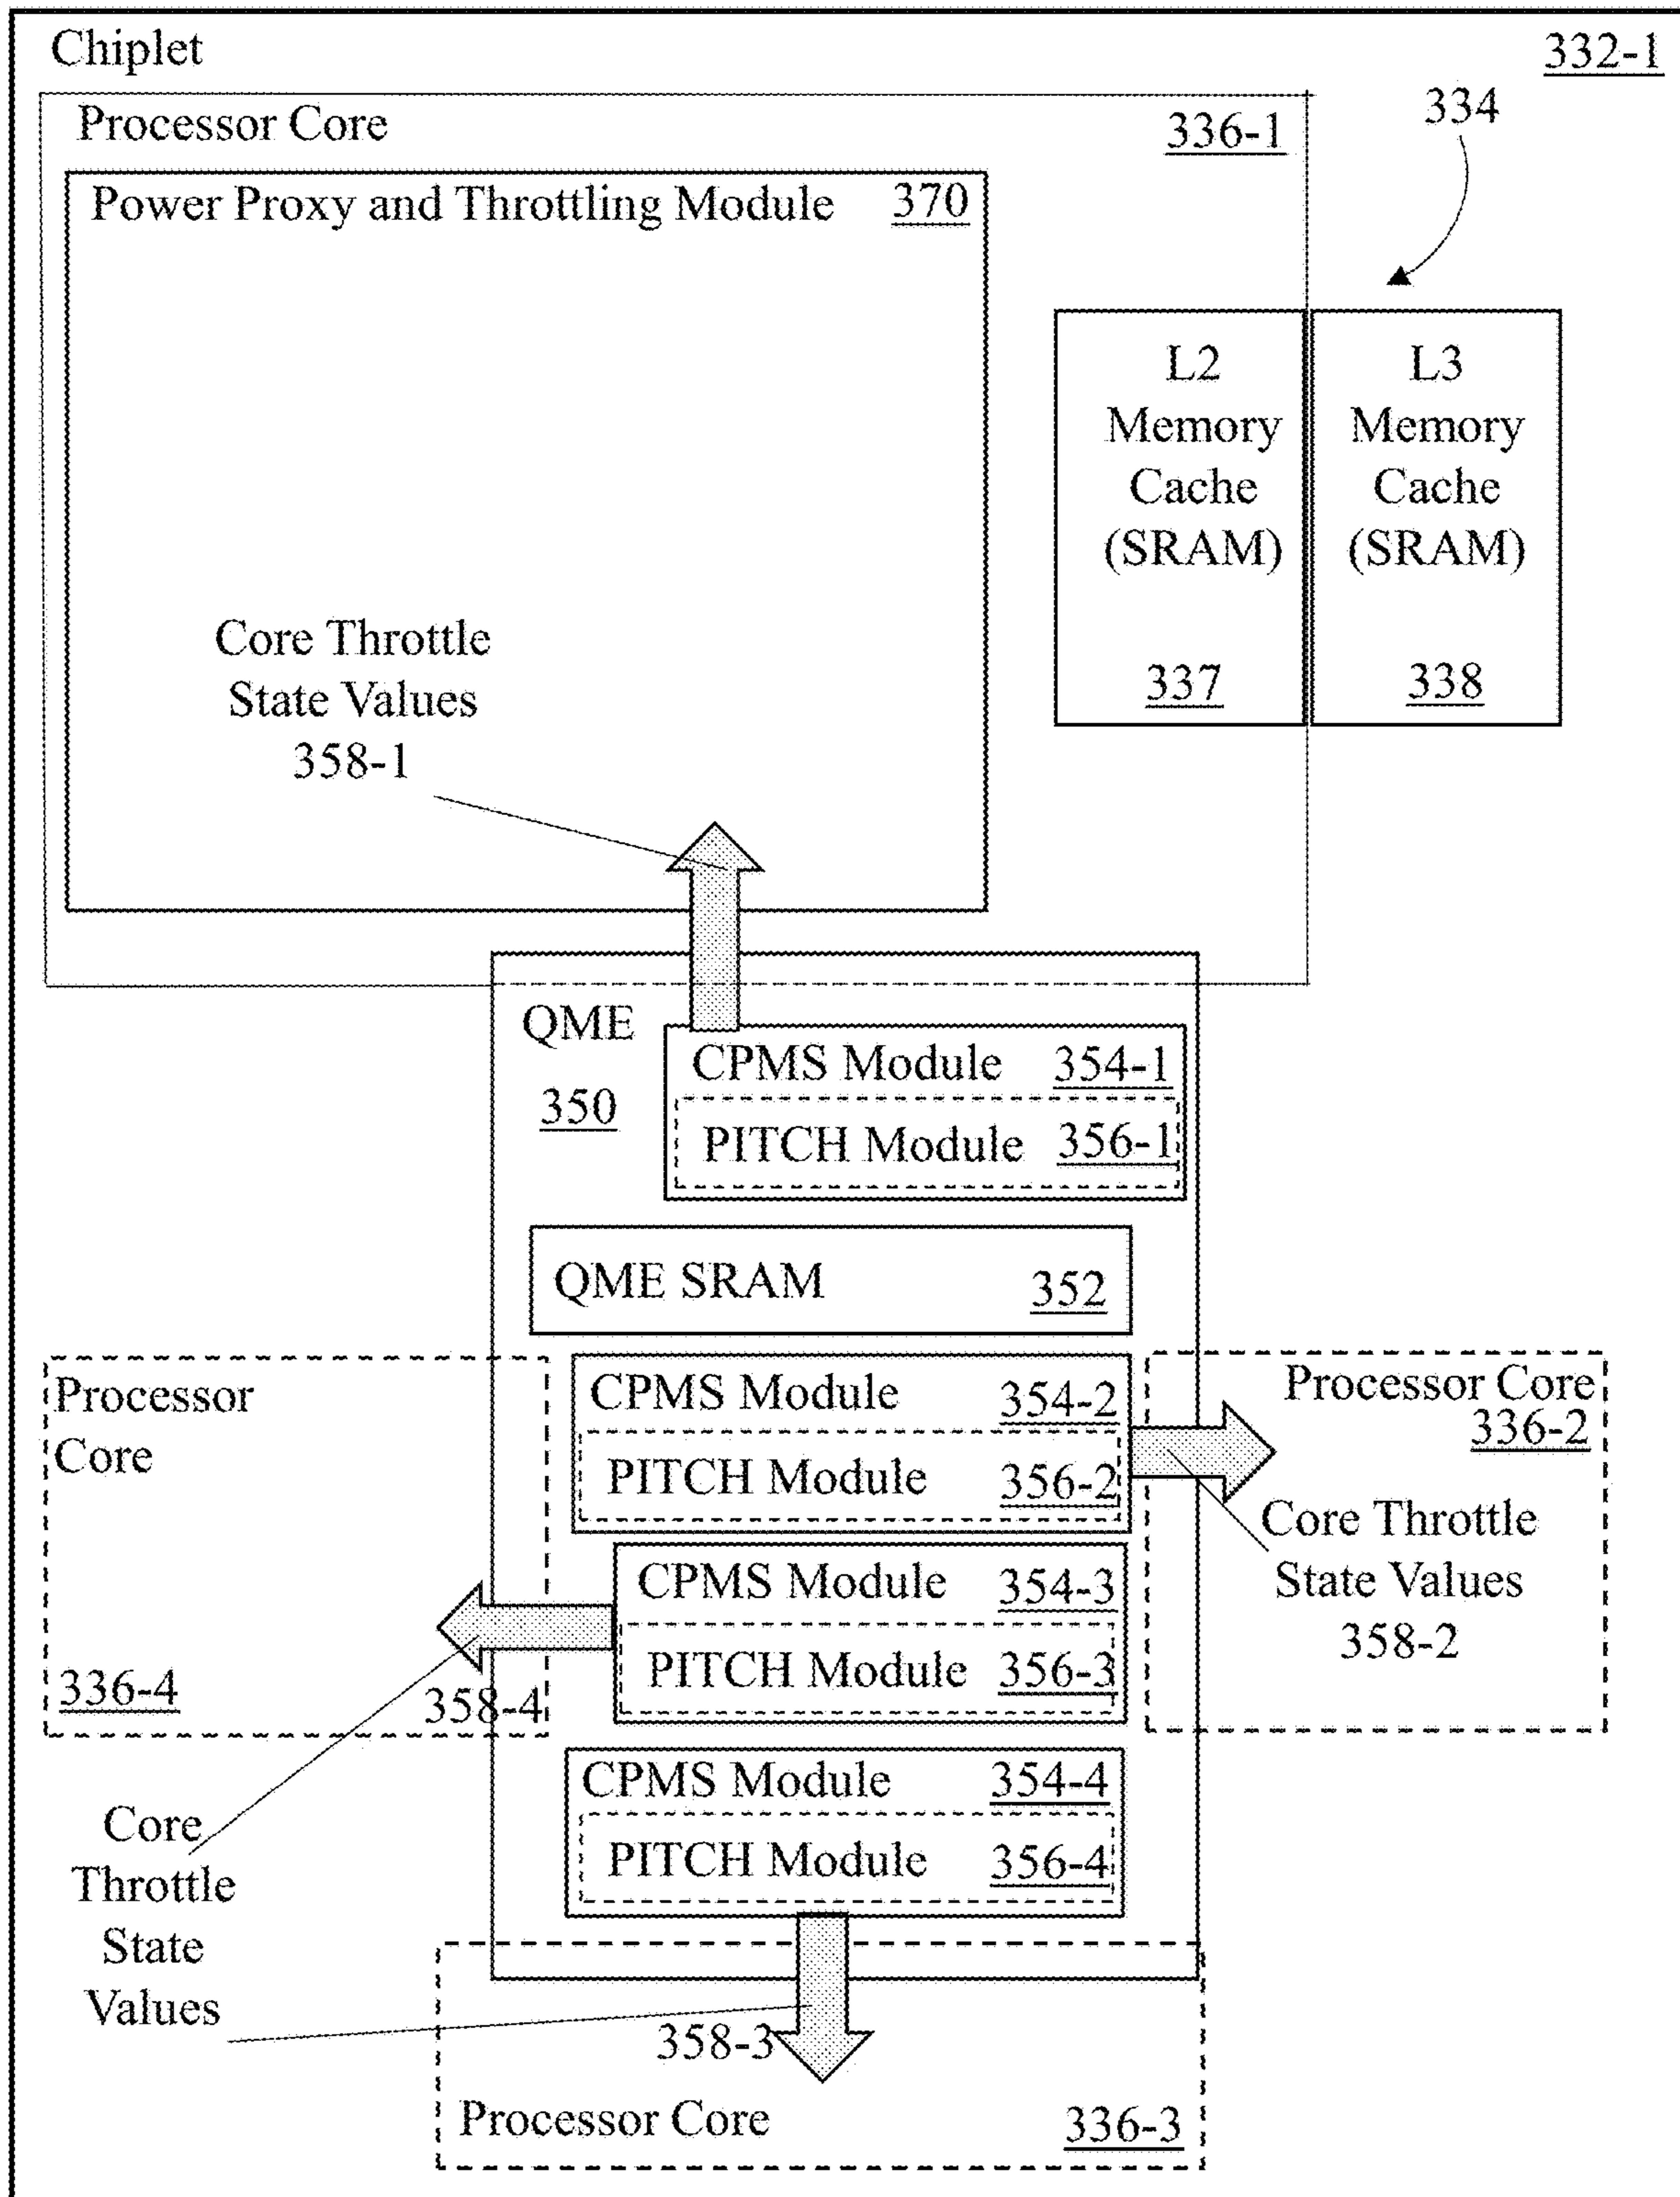 Chiplet 332-1
Processor Core 336-1
334
Power Proxy and Throttling Module 370
L2
Memory
Cache
(SRAM)
337
L3
Memory
Cache
(SRAM)
338
Core Throttle
State Values
358-1
QME
350
CPMS Module 354-1
PITCH Module 356-1
QME SRAM 352
Processor
Core
336-4
CPMS Module 354-2
PITCH Module 356-2
Processor Core
336-2
Core Throttle
State Values
358-2
CPMS Module 354-3
PITCH Module 356-3
358-4
CPMS Module 354-4
PITCH Module 356-4
Core
Throttle
State
Values
358-3
Processor Core 336-3